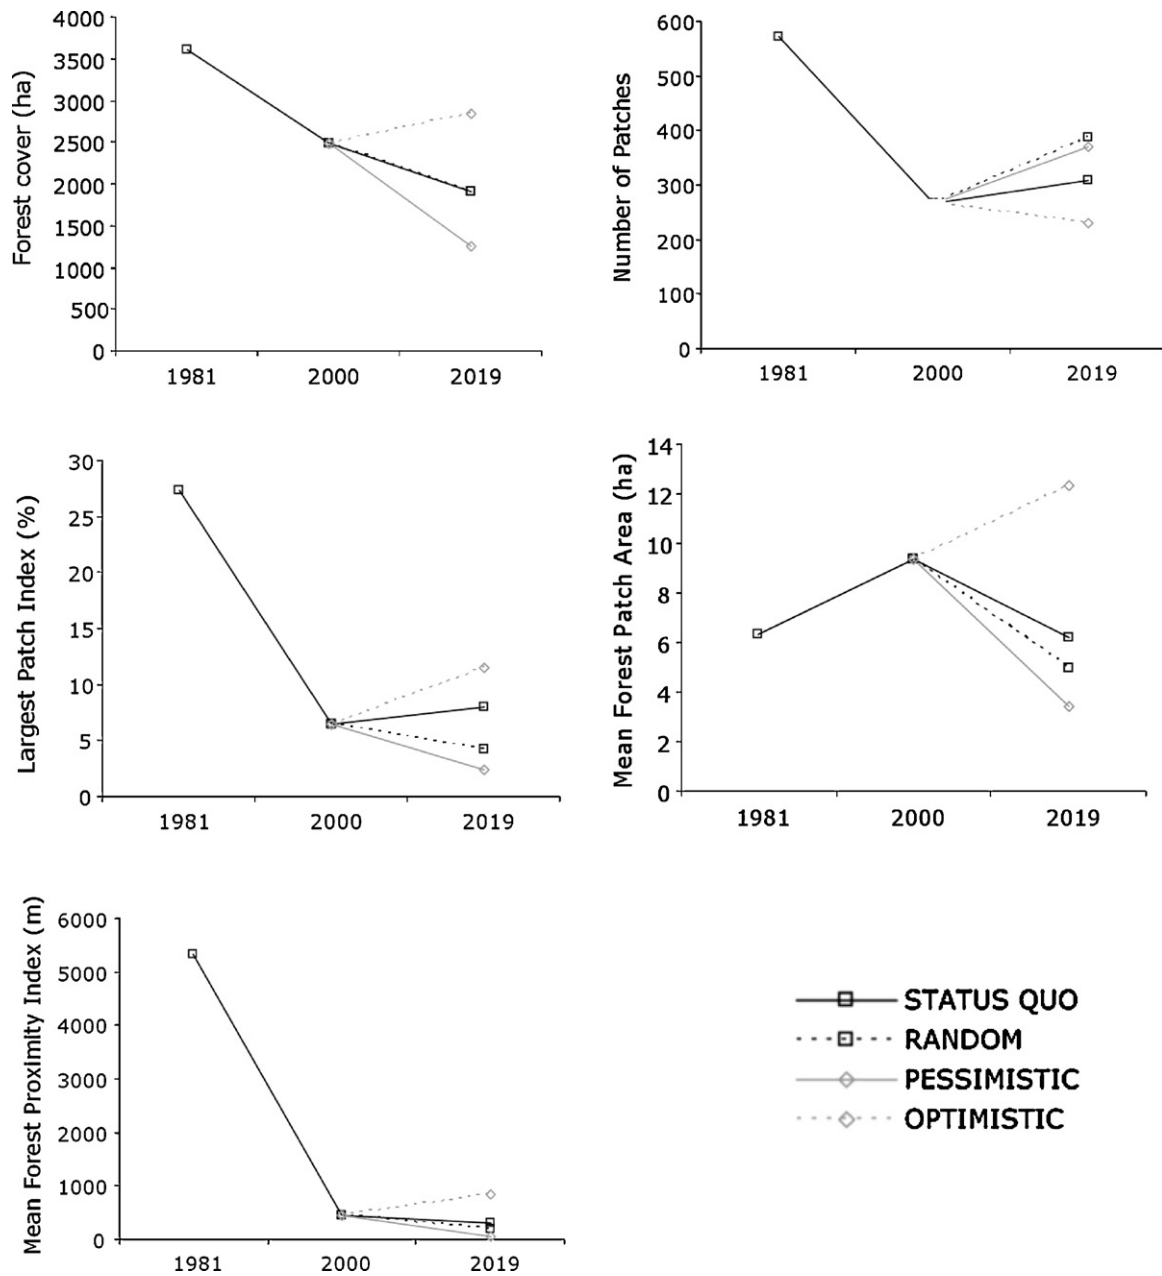 Forest cover (ha)
4000
3500
3000
2500
2000
1500
1000
500
0
1981 2000 2019
Number of Patches
600
500
400
300
200
100
0
1981 2000 2019
Largest Patch Index (%)
30
25
20
15
10
5
0
1981 2000 2019
Mean Forest Patch Area (ha)
14
12
10
8
6
4
2
0
1981 2000 2019
Mean Forest Proximity Index (m)
6000
5000
4000
3000
2000
1000
0
1981 2000 2019
STATUS QUO
RANDOM
PESSIMISTIC
OPTIMISTIC